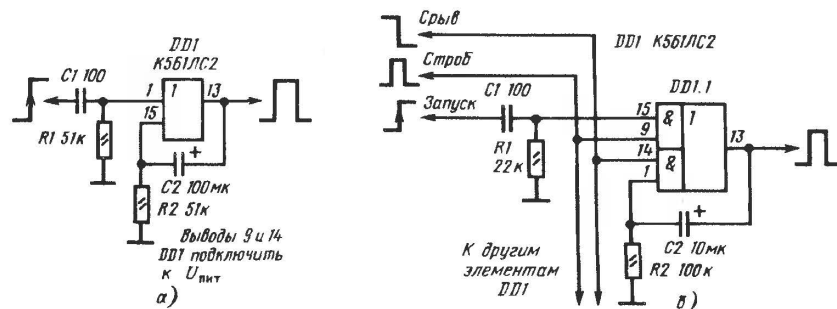 DD1
К561ЛС2
C1 100
1
1
13
15
R1 51к
+
C2 100мк
R2 51к
Выводы 9 и 14
DD1 подключить
к Uпит
а)
Срыв
DD1 К561ЛС2
Строб
DD1.1
C1 100
Запуск
15
&
1
9
13
14
&
R1
22к
1
+
C2 10мк
К другим
элементам
DD1
R2 100к
в)